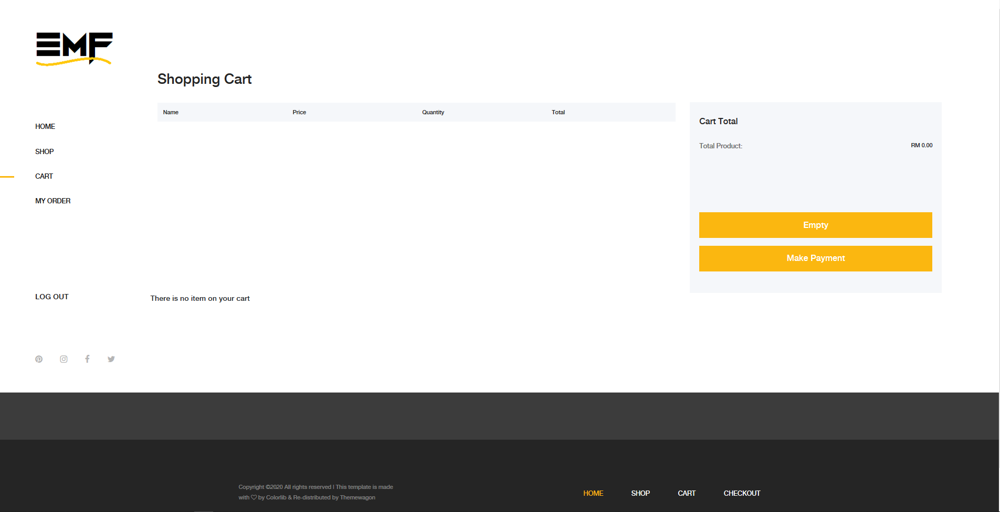 EMF
Shopping Cart
Name Price Quantity Total
HOME
SHOP
CART
MY ORDER
LOG OUT
There is no item on your cart
Cart Total
Total Product: RM 0.00
Empty
Make Payment
Copyright ©2020 All rights reserved | This template is made
with ♡ by Colorlib & Re-distributed by Themewagon
HOME SHOP CART CHECKOUT